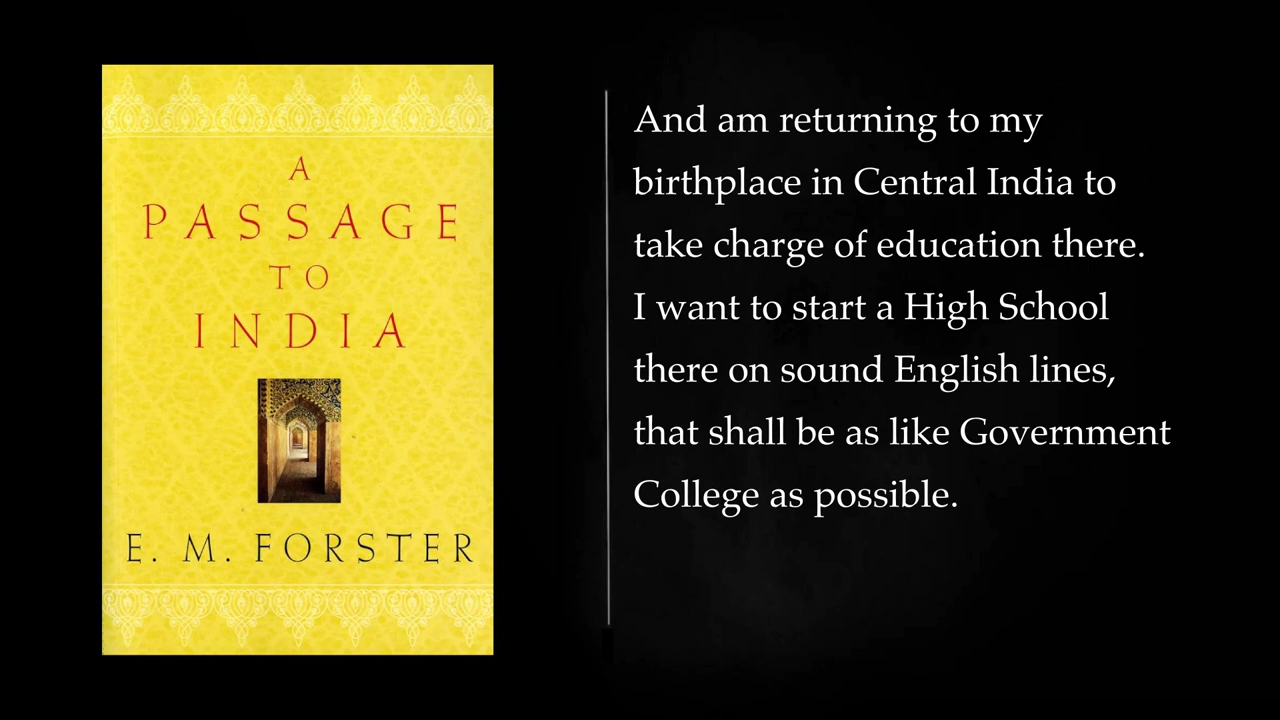 A
PASSAGE
TO
INDIA
E. M. FORSTER
And am returning to my
birthplace in Central India to
take charge of education there.
I want to start a High School
there on sound English lines,
that shall be as like Government
College as possible.